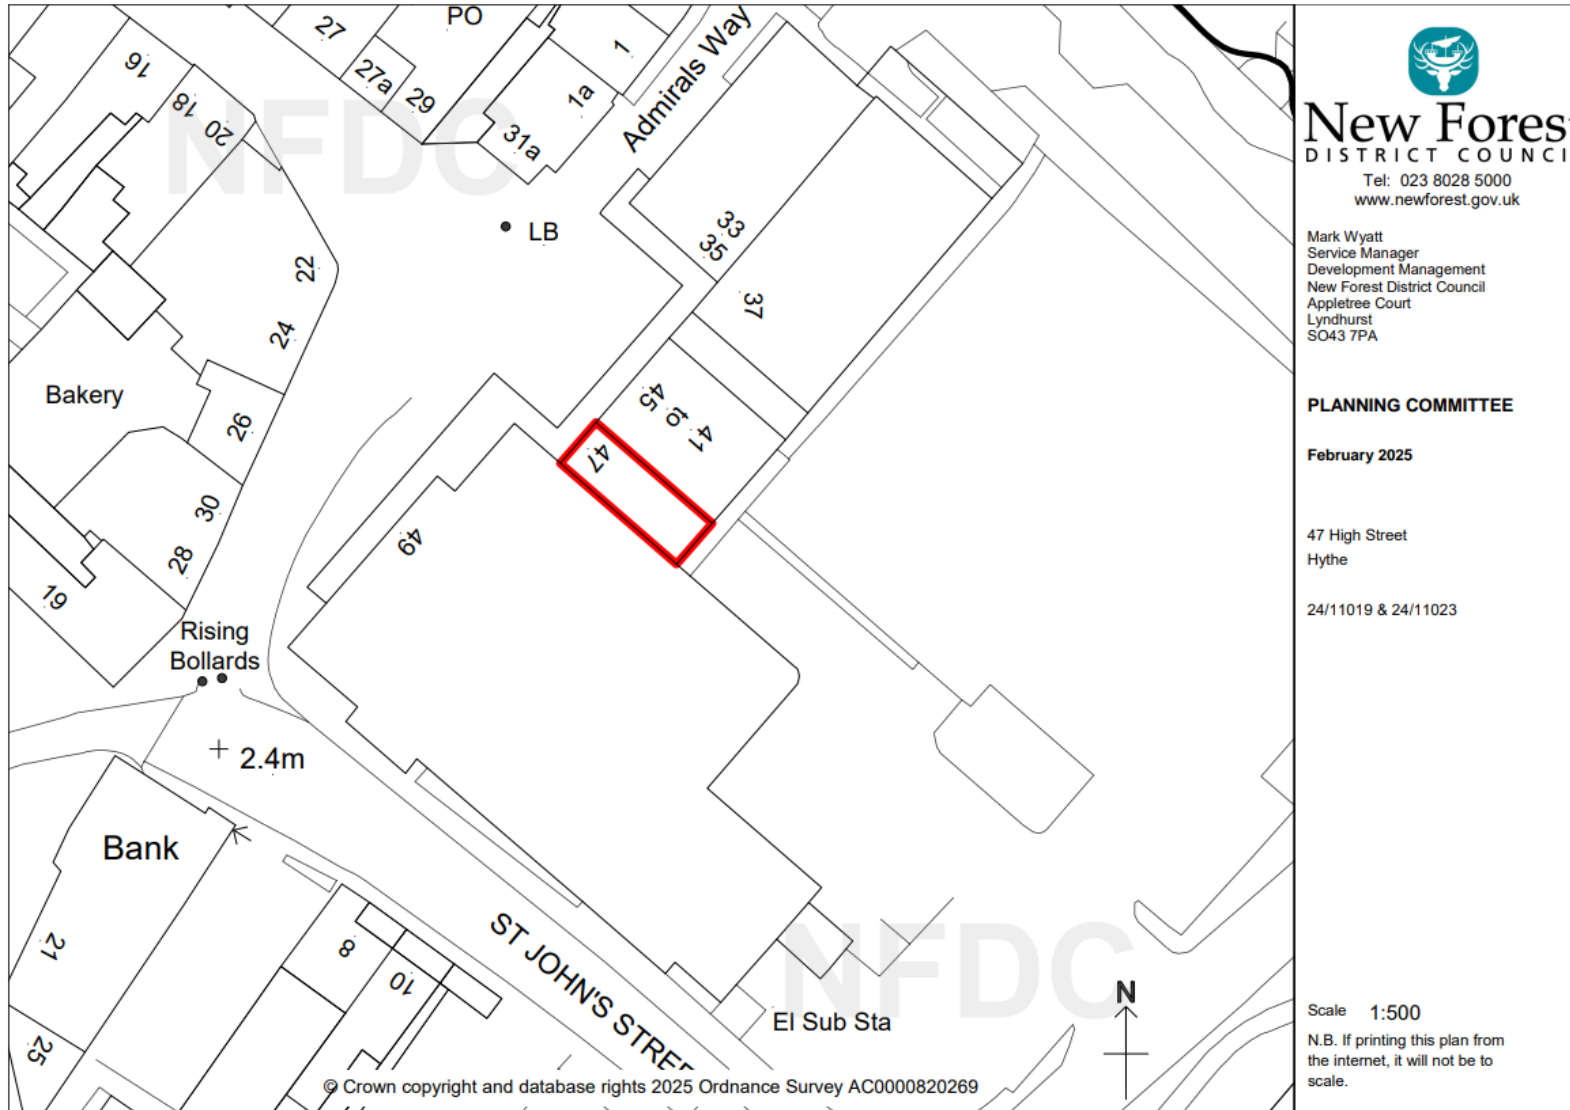 PO
27
16
27a
29
1
1a
18
20
31a
Admirals Way
NFDC
LB
33
35
22
37
24
Bakery
45
to
41
26
47
30
49
28
19
Rising
Bollards
2.4m
Bank
8
10
21
25
ST JOHN'S STREE
NFDC
El Sub Sta
N
© Crown copyright and database rights 2025 Ordnance Survey AC0000820269
New Forest
DISTRICT COUNCI
Tel: 023 8028 5000
www.newforest.gov.uk
Mark Wyatt
Service Manager
Development Management
New Forest District Council
Appletree Court
Lyndhurst
SO43 7PA
PLANNING COMMITTEE
February 2025
47 High Street
Hythe
24/11019 & 24/11023
Scale 1:500
N.B. If printing this plan from
the internet, it will not be to
scale.